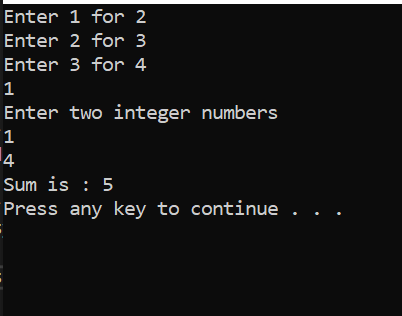 Enter 1 for 2
Enter 2 for 3
Enter 3 for 4
1
Enter two integer numbers
1
4
Sum is : 5
Press any key to continue . . .